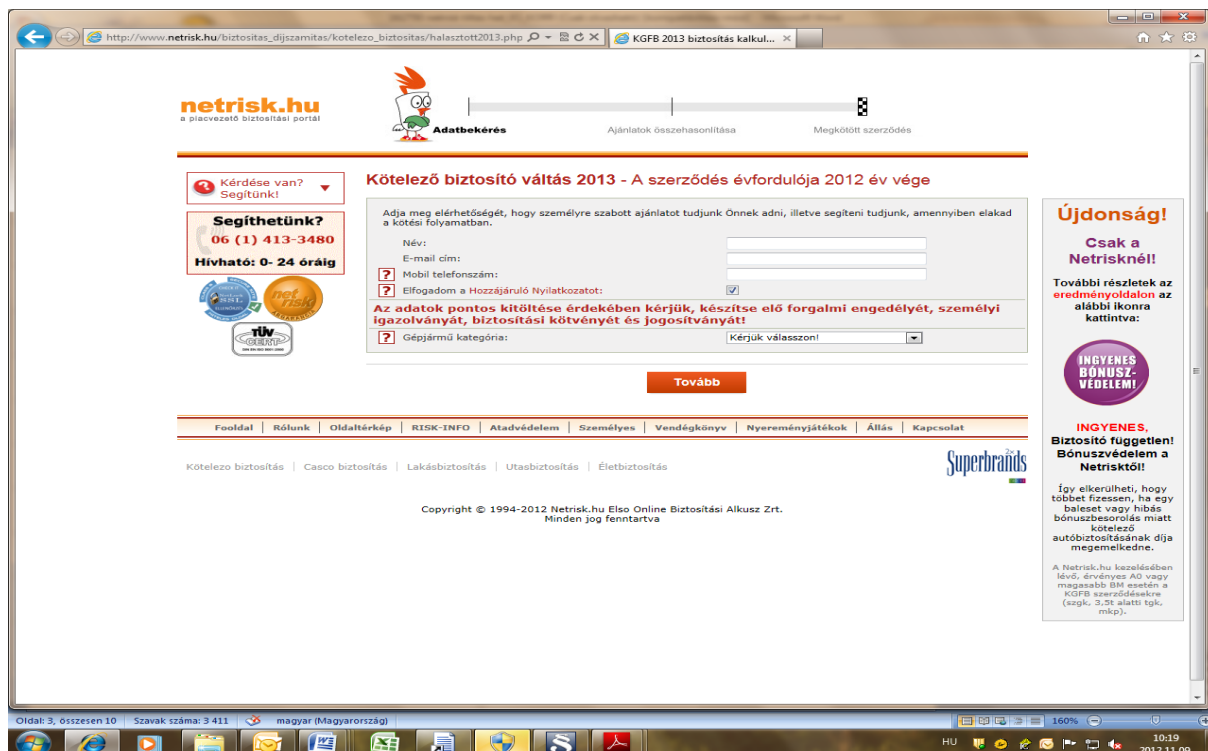 http://www.netrisk.hu/biztositas_dijszamitas/kotelezo_biztositas/halasztott2013.php
KGFB 2013 biztosítás kalkul...
netrisk.hu
a piacvezető biztosítási portál
Adatbekérés
Ajánlatok összehasonlítása
Megkötött szerződés
Kérdése van?
Segítünk!
Segíthetünk?
06 (1) 413-3480
Hívható: 0- 24 óráig
SSL
net risk
TÜV
CERT
Kötelező biztosító váltás 2013 - A szerződés évfordulója 2012 év vége
Adja meg elérhetőségét, hogy személyre szabott ajánlatot tudjunk Önnek adni, illetve segíteni tudjunk, amennyiben elakad
a kötési folyamatban.
Név:
E-mail cím:
? Mobil telefonszám:
? Elfogadom a Hozzájáruló Nyilatkozatot:
Az adatok pontos kitöltése érdekében kérjük, készítse elő forgalmi engedélyét, személyi
igazolványát, biztosítási kötvényét és jogosítványát!
? Gépjármű kategória:
Kérjük válasszon!
Tovább
Újdonság!
Csak a
Netrisknél!
További részletek az
eredményoldalon az
alábbi ikonra
kattintva:
INGYENES
BÓNUSZ-
VÉDELEM!
INGYENES,
Biztosító független!
Bónuszvédelem a
Netrisktől!
Így elkerülheti, hogy
többet fizessen, ha egy
baleset vagy hibás
bónuszbesorolás miatt
kötelező
autóbiztosításának díja
megemelkedne.
A Netrisk.hu kezelésében
lévő, érvényes A0 vagy
magasabb BM esetén a
KGFB szerződésekre
(szgk, 3,5t alatti tgk,
mkp).
Fooldal | Rólunk | Oldaltérkép | RISK-INFO | Atadvédelem | Személyes | Vendégkönyv | Nyereményjátékok | Állás | Kapcsolat
Kötelezo biztosítás | Casco biztosítás | Lakásbiztosítás | Utasbiztosítás | Életbiztosítás
Superbrands
Copyright © 1994-2012 Netrisk.hu Elso Online Biztosítási Alkusz Zrt.
Minden jog fenntartva
Oldal: 3, összesen 10 Szavak száma: 3 411 magyar (Magyarország) 160%
HU
10:19
2012.11.09.